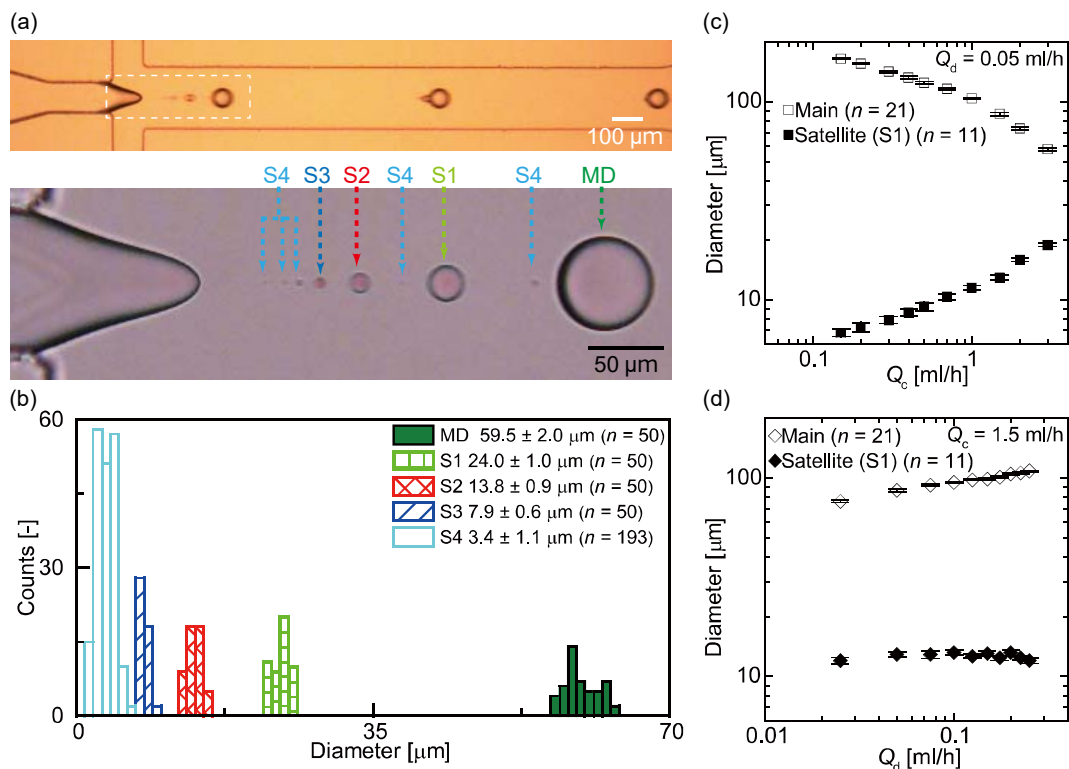 (a)
100 μm
S4 S3 S2 S4 S1 S4 MD
50 μm
(b)
60
30
0
Counts [-]
MD 59.5 ± 2.0 μm (n = 50)
S1 24.0 ± 1.0 μm (n = 50)
S2 13.8 ± 0.9 μm (n = 50)
S3 7.9 ± 0.6 μm (n = 50)
S4 3.4 ± 1.1 μm (n = 193)
0 35 70
Diameter [μm]
(c)
Qd = 0.05 ml/h
Main (n = 21)
Satellite (S1) (n = 11)
100
10
Diameter [μm]
0.1 1
Qc [ml/h]
(d)
Qc = 1.5 ml/h
Main (n = 21)
Satellite (S1) (n = 11)
100
10
Diameter [μm]
0.01 0.1
Qd [ml/h]